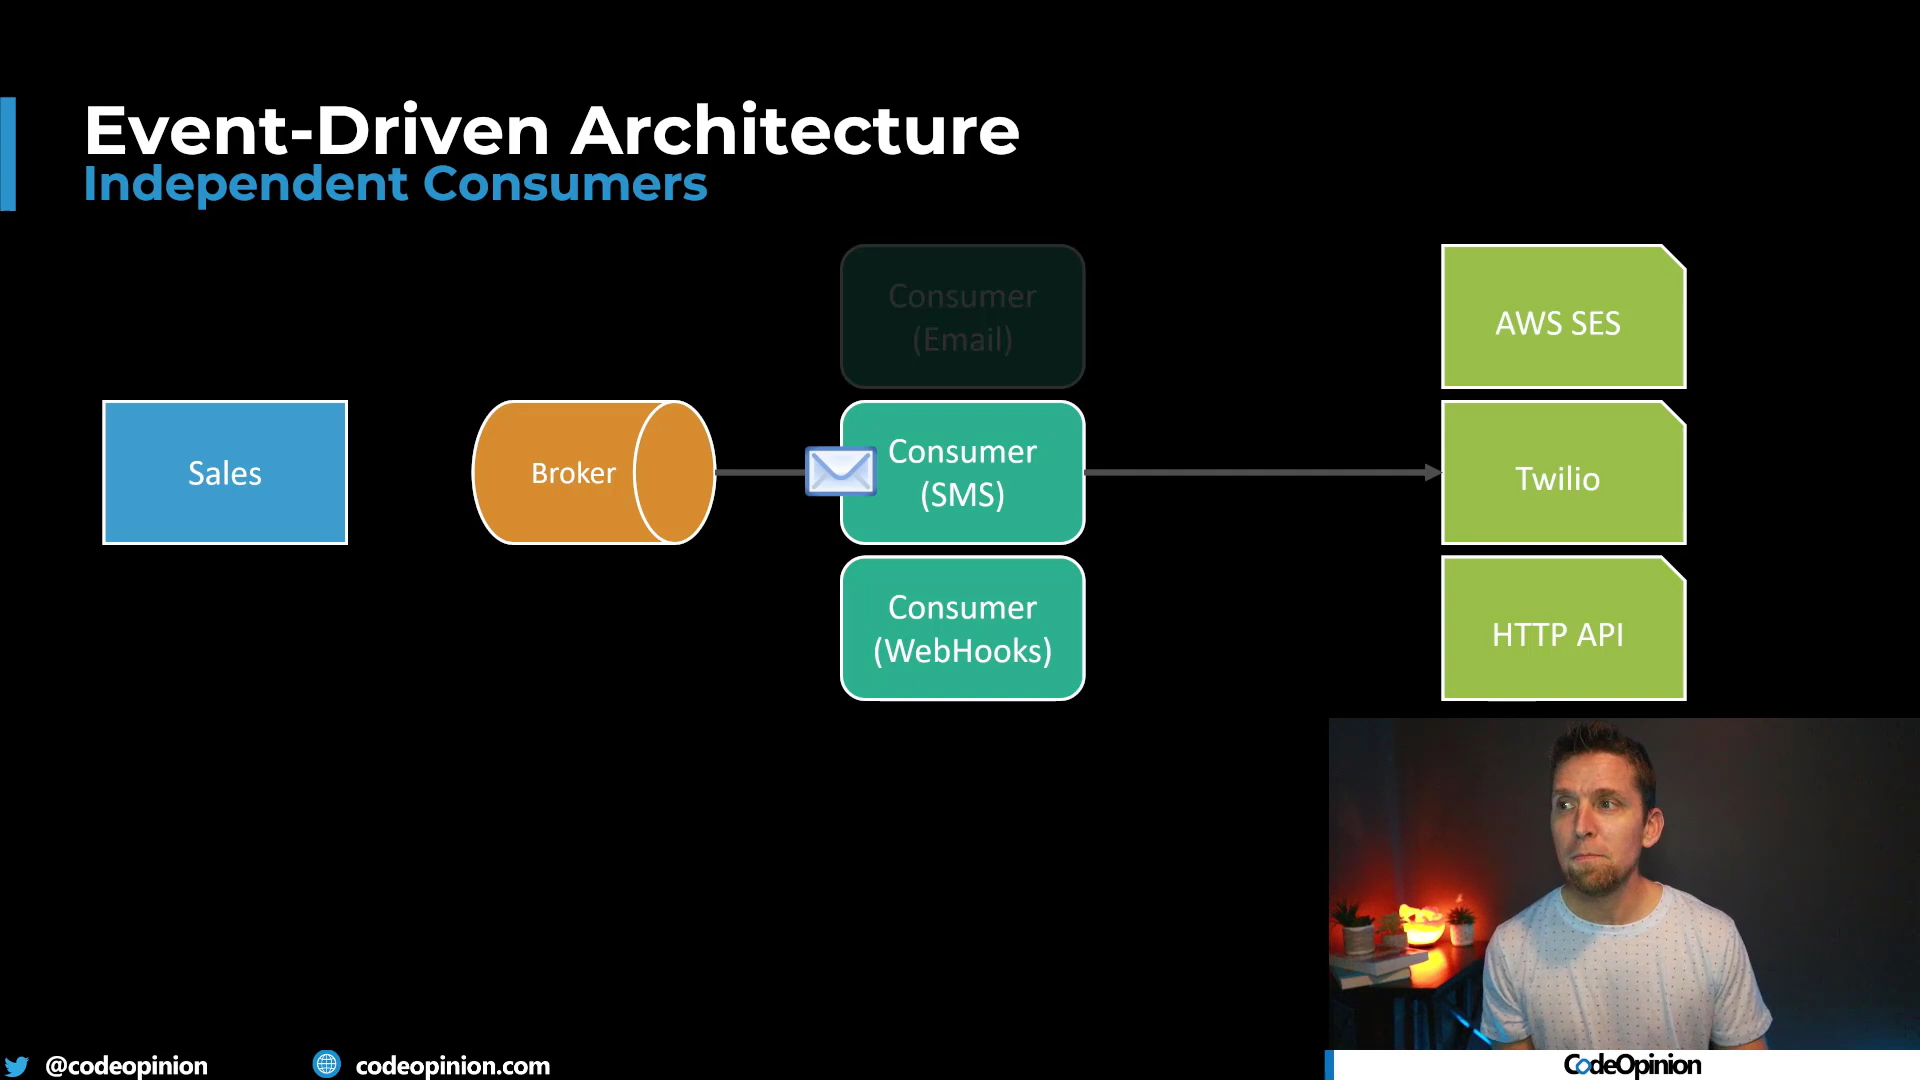 Event-Driven Architecture
Independent Consumers
Consumer
(Email)
AWS SES
Sales
Broker
Consumer
(SMS)
Twilio
Consumer
(WebHooks)
HTTP API
@codeopinion
codeopinion.com
CodeOpinion